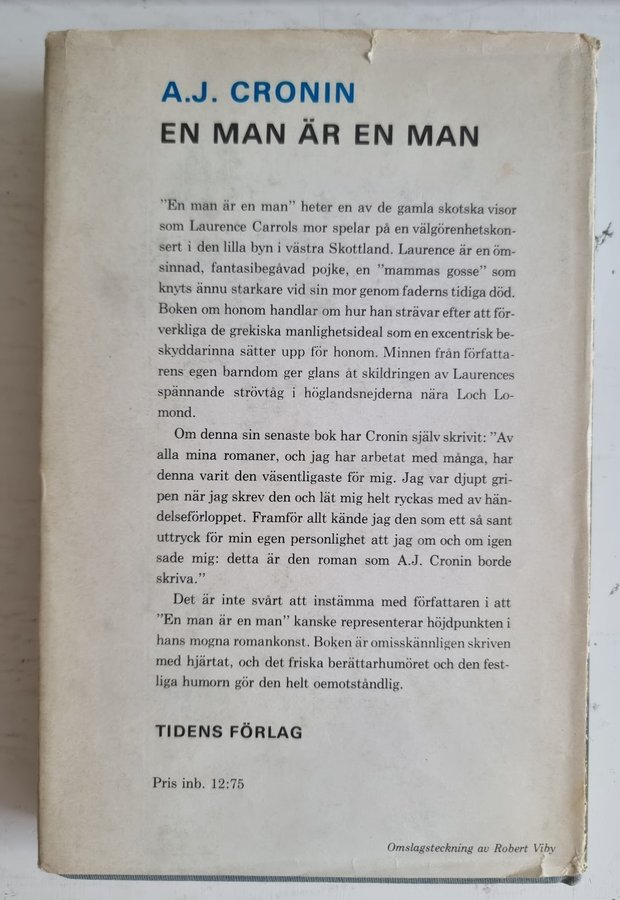 A.J. CRONIN
EN MAN ÄR EN MAN
"En man är en man" heter en av de gamla skotska visor
som Laurence Carrols mor spelar på en välgörenhetskon-
sert i den lilla byn i västra Skottland. Laurence är en öm-
sinnad, fantasibegåvad pojke, en "mammas gosse" som
knyts ännu starkare vid sin mor genom faderns tidiga död.
Boken om honom handlar om hur han strävar efter att för-
verkliga de grekiska manlighetsideal som en excentrisk be-
skyddarinna sätter upp för honom. Minnen från författa-
rens egen barndom ger glans åt skildringen av Laurences
spännande strövtåg i höglandsnejderna nära Loch Lo-
mond.
Om denna sin senaste bok har Cronin själv skrivit: "Av
alla mina romaner, och jag har arbetat med många, har
denna varit den väsentligaste för mig. Jag var djupt gri-
pen när jag skrev den och lät mig helt ryckas med av hän-
delseförloppet. Framför allt kände jag den som ett så sant
uttryck för min egen personlighet att jag om och om igen
sade mig: detta är den roman som A.J. Cronin borde
skriva."
Det är inte svårt att instämma med författaren i att
"En man är en man" kanske representerar höjdpunkten i
hans mogna romankonst. Boken är omisskännligen skriven
med hjärtat, och det friska berättarhumöret och den fest-
liga humorn gör den helt oemotståndlig.
TIDENS FÖRLAG
Pris inb. 12:75
Omslagsteckning av Robert Viby